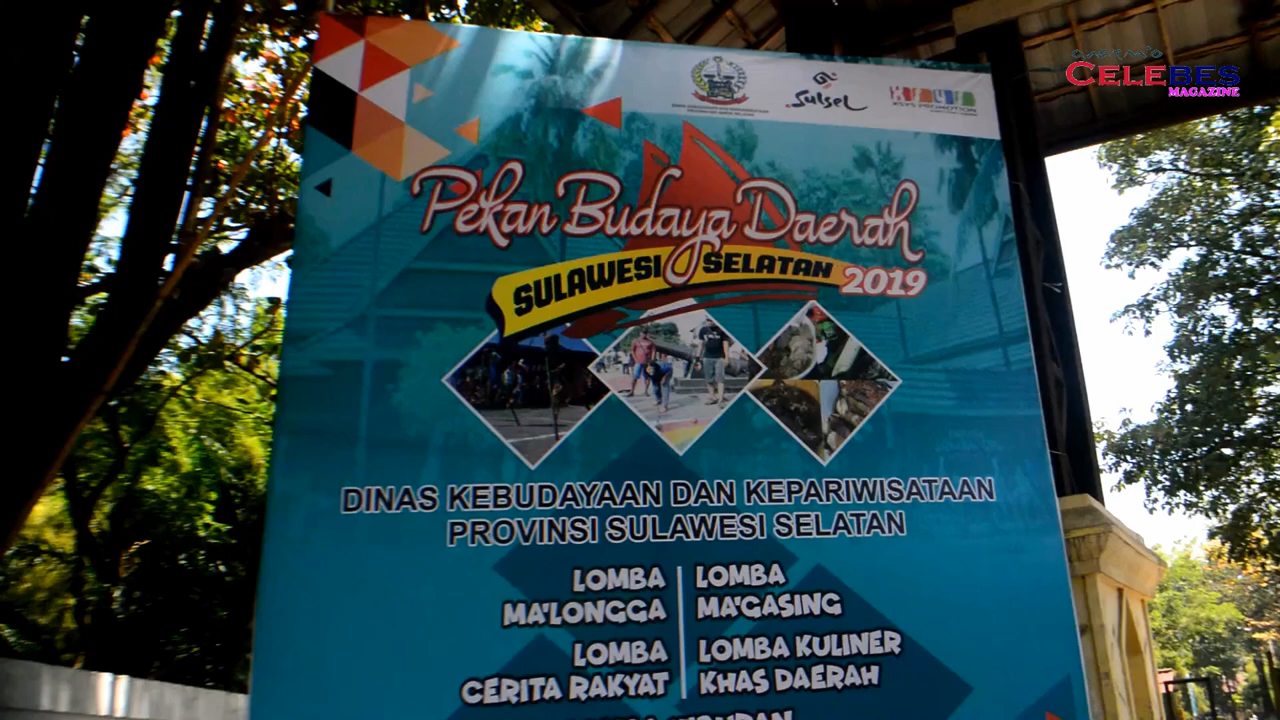 CELEBES
MAGAZINE
Sulsel
Pekan Budaya Daerah
SULAWESI SELATAN 2019
DINAS KEBUDAYAAN DAN KEPARIWISATAAN
PROVINSI SULAWESI SELATAN
LOMBA
MA'LONGGA
LOMBA
CERITA RAKYAT
LOMBA
MA'GASING
LOMBA KULINER
KHAS DAERAH